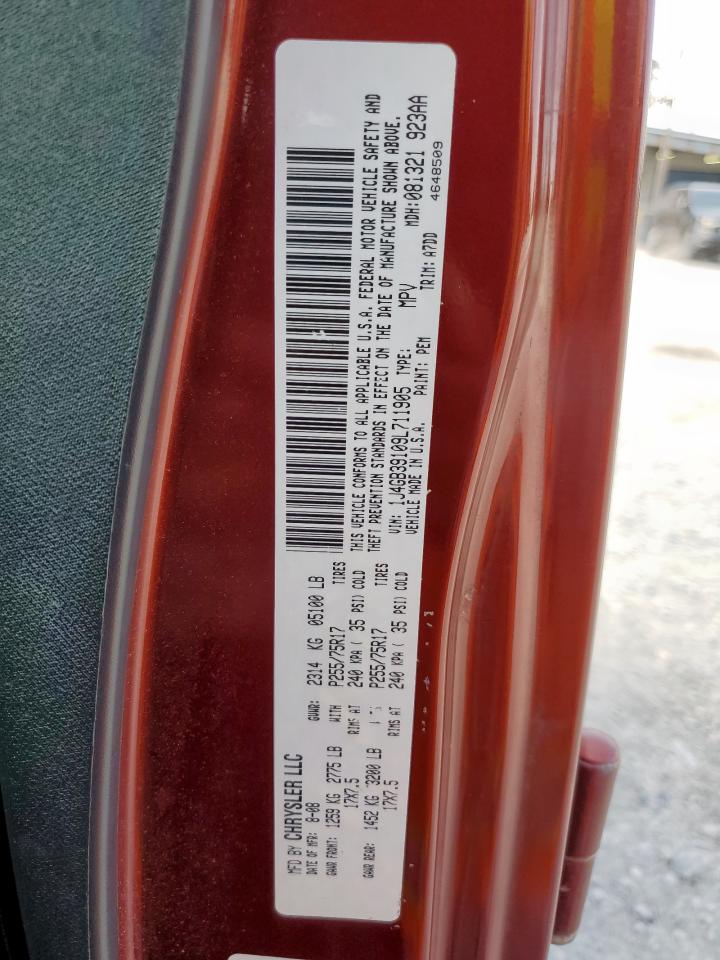 MFD BY CHRYSLER LLC
DATE OF MFR: 8-08 GVWR: 2314 KG 05100 LB
GAWR FRONT: 1259 KG 2775 LB WITH P255/75R17 TIRES
17X7.5 RIMS AT 240 KPA ( 35 PSI) COLD
GAWR REAR: 1452 KG 3200 LB P255/75R17 TIRES
17X7.5 RIMS AT 240 KPA ( 35 PSI) COLD
THIS VEHICLE CONFORMS TO ALL APPLICABLE U.S.A. FEDERAL MOTOR VEHICLE SAFETY AND
THEFT PREVENTION STANDARDS IN EFFECT ON THE DATE OF MANUFACTURE SHOWN ABOVE.
VIN: 1J4GB39109L711905 TYPE: MPV MDH:081321 923AA
VEHICLE MADE IN U.S.A. PAINT: PEM TRIM: A7DD 4648509